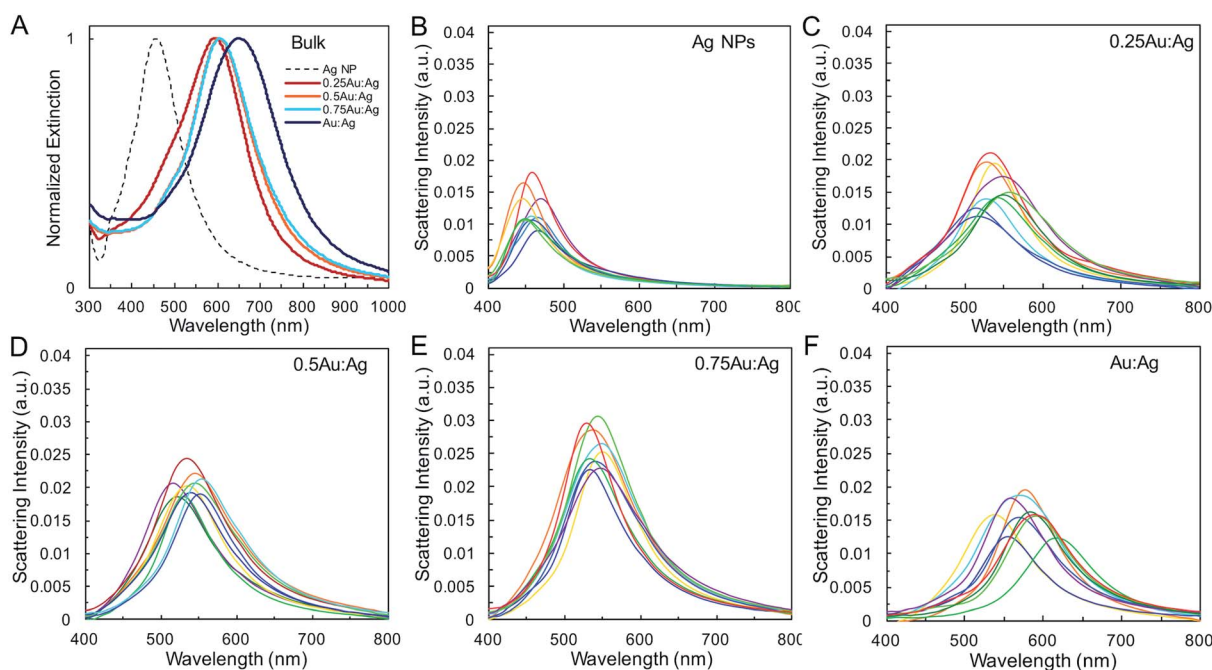 A
Bulk
Ag NP
0.25Au:Ag
0.5Au:Ag
0.75Au:Ag
Au:Ag
Normalized Extinction
1
0
300 400 500 600 700 800 900 1000
Wavelength (nm)
B
Ag NPs
Scattering Intensity (a.u.)
0.04
0.035
0.03
0.025
0.02
0.015
0.01
0.005
0
400 500 600 700 800
Wavelength (nm)
C
0.25Au:Ag
Scattering Intensity (a.u.)
0.04
0.035
0.03
0.025
0.02
0.015
0.01
0.005
0
400 500 600 700 800
Wavelength (nm)
D
0.5Au:Ag
Scattering Intensity (a.u.)
0.04
0.035
0.03
0.025
0.02
0.015
0.01
0.005
0
400 500 600 700 800
Wavelength (nm)
E
0.75Au:Ag
Scattering Intensity (a.u.)
0.04
0.035
0.03
0.025
0.02
0.015
0.01
0.005
0
400 500 600 700 800
Wavelength (nm)
F
Au:Ag
Scattering Intensity (a.u.)
0.04
0.035
0.03
0.025
0.02
0.015
0.01
0.005
0
400 500 600 700 800
Wavelength (nm)